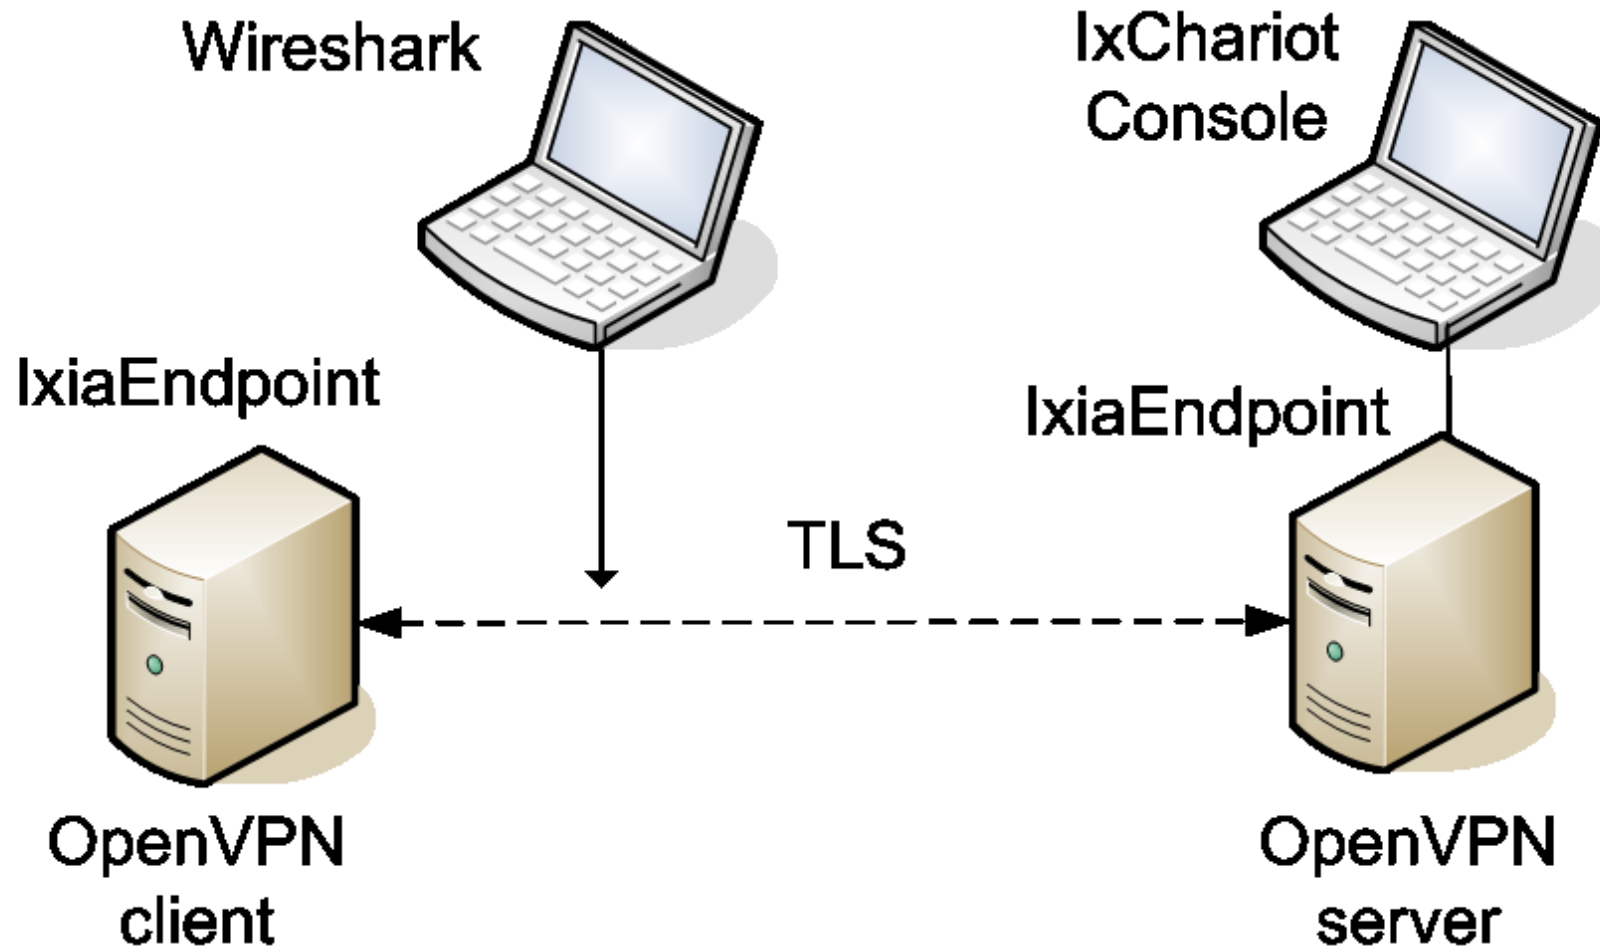 Wireshark
IxChariot
Console
IxiaEndpoint
IxiaEndpoint
TLS
OpenVPN
client
OpenVPN
server